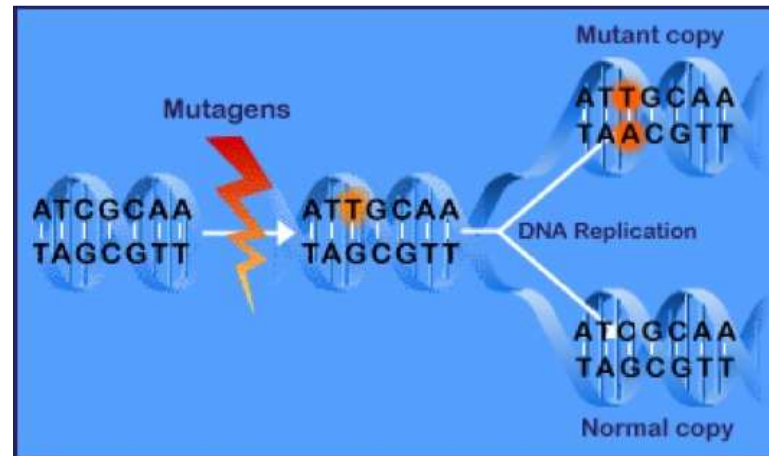 Mutagens
ATCGCAA
TAGCGTT
ATTGCAA
TAGCGTT
DNA Replication
Mutant copy
ATTGCAA
TAACGTT
ATCGCAA
TAGCGTT
Normal copy